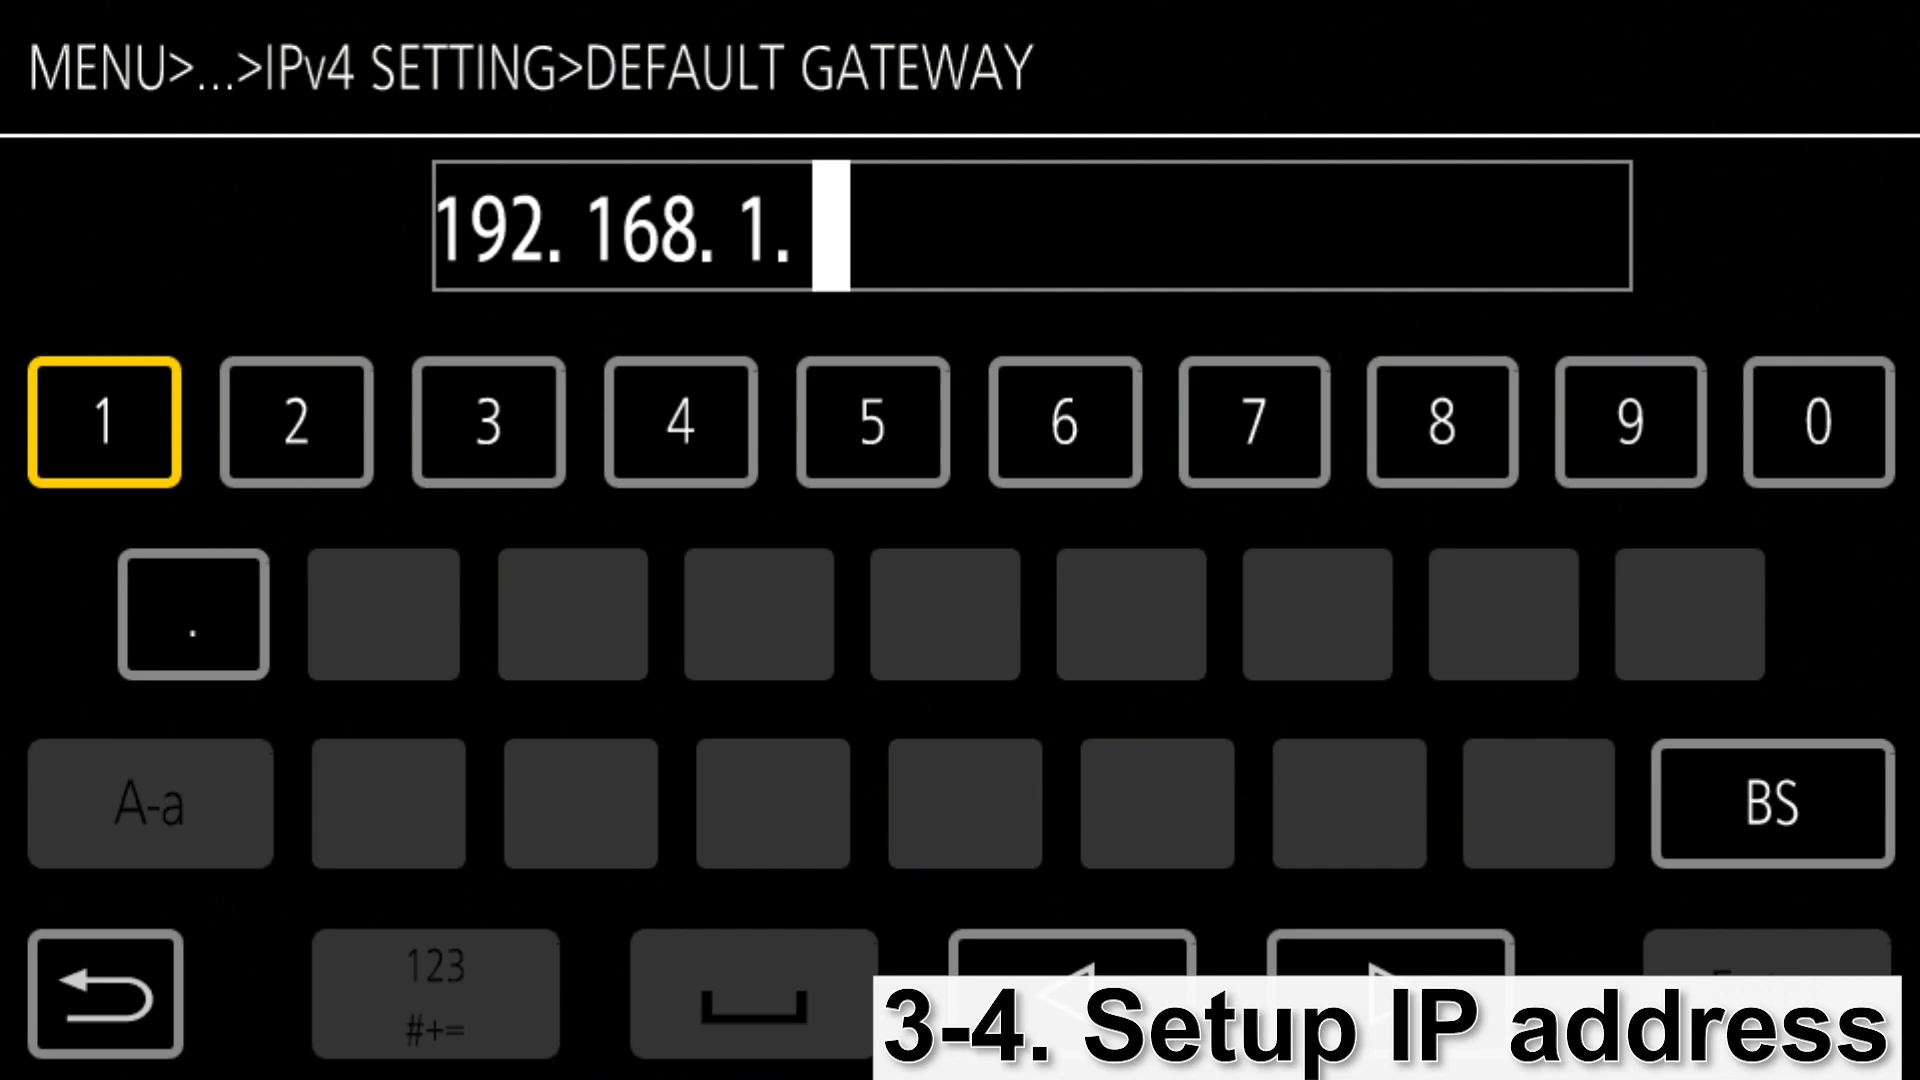 MENU>...>IPv4 SETTING>DEFAULT GATEWAY
192. 168. 1.
1 2 3 4 5 6 7 8 9 0
.
A-a BS
123
#+=
3-4. Setup IP address